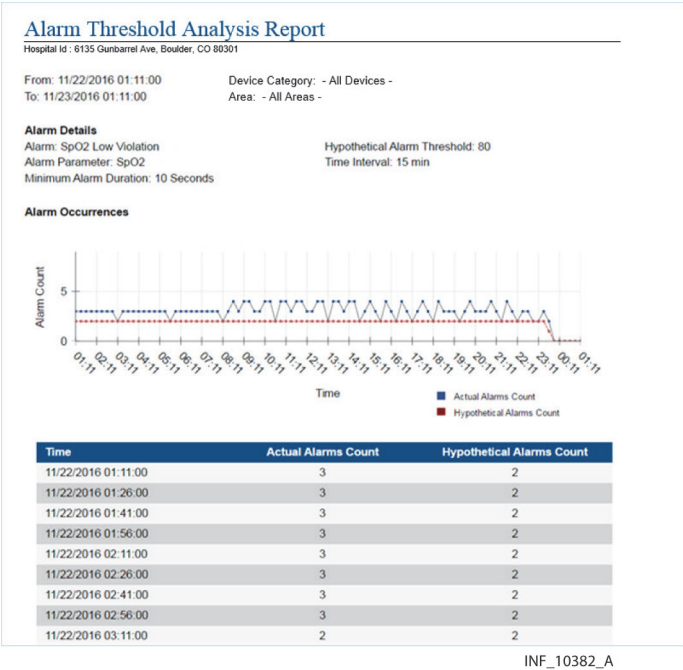 Alarm Threshold Analysis Report
Hospital Id : 6135 Gunbarrel Ave, Boulder, CO 80301
From: 11/22/2016 01:11:00 Device Category: - All Devices -
To: 11/23/2016 01:11:00 Area: - All Areas -
Alarm Details
Alarm: SpO2 Low Violation Hypothetical Alarm Threshold: 80
Alarm Parameter: SpO2 Time Interval: 15 min
Minimum Alarm Duration: 10 Seconds
Alarm Occurrences
Alarm Count
5
0
01:11 02:11 03:11 04:11 05:11 06:11 07:11 08:11 09:11 10:11 11:11 12:11 13:11 14:11 15:11 16:11 17:11 18:11 19:11 20:11 21:11 22:11 23:11 00:11 01:11
Time
Actual Alarms Count
Hypothetical Alarms Count
Time Actual Alarms Count Hypothetical Alarms Count
11/22/2016 01:11:00 3 2
11/22/2016 01:26:00 3 2
11/22/2016 01:41:00 3 2
11/22/2016 01:56:00 3 2
11/22/2016 02:11:00 3 2
11/22/2016 02:26:00 3 2
11/22/2016 02:41:00 3 2
11/22/2016 02:56:00 3 2
11/22/2016 03:11:00 2 2
INF_10382_A